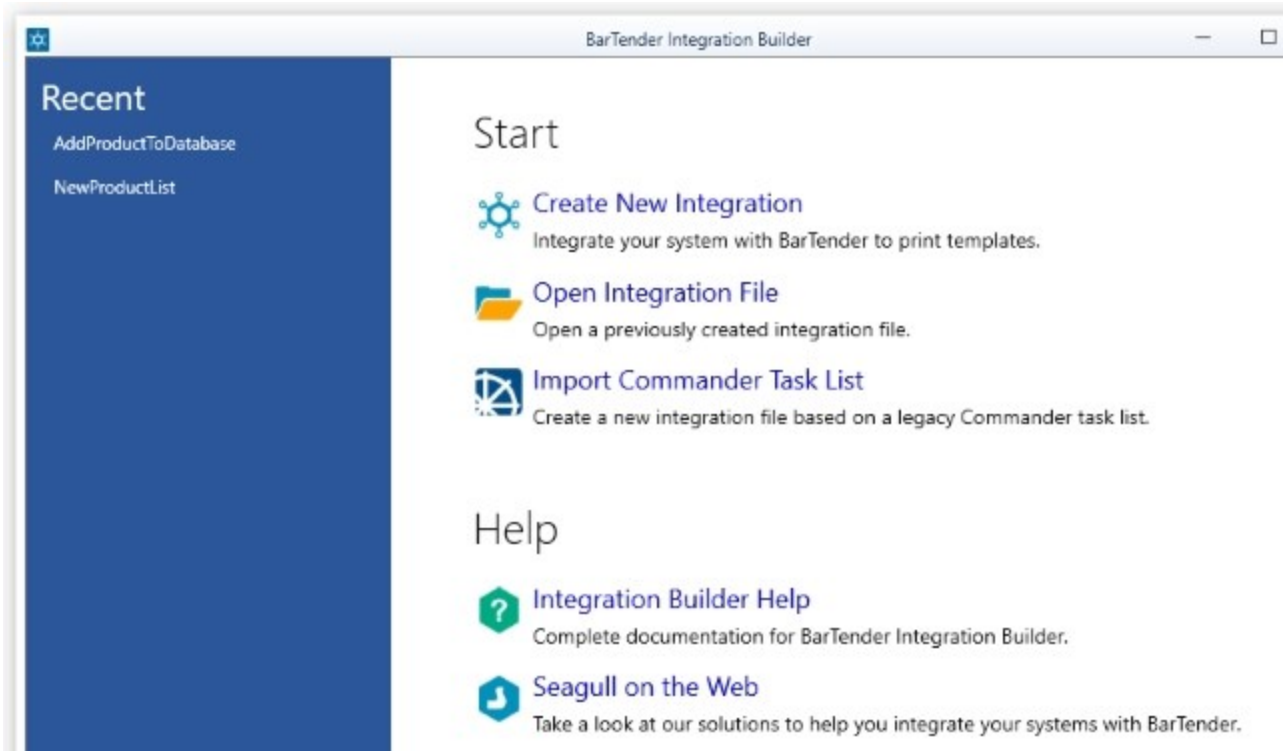 BarTender Integration Builder
Recent
AddProductToDatabase
NewProductList
Start
Create New Integration
Integrate your system with BarTender to print templates.
Open Integration File
Open a previously created integration file.
Import Commander Task List
Create a new integration file based on a legacy Commander task list.
Help
Integration Builder Help
Complete documentation for BarTender Integration Builder.
Seagull on the Web
Take a look at our solutions to help you integrate your systems with BarTender.